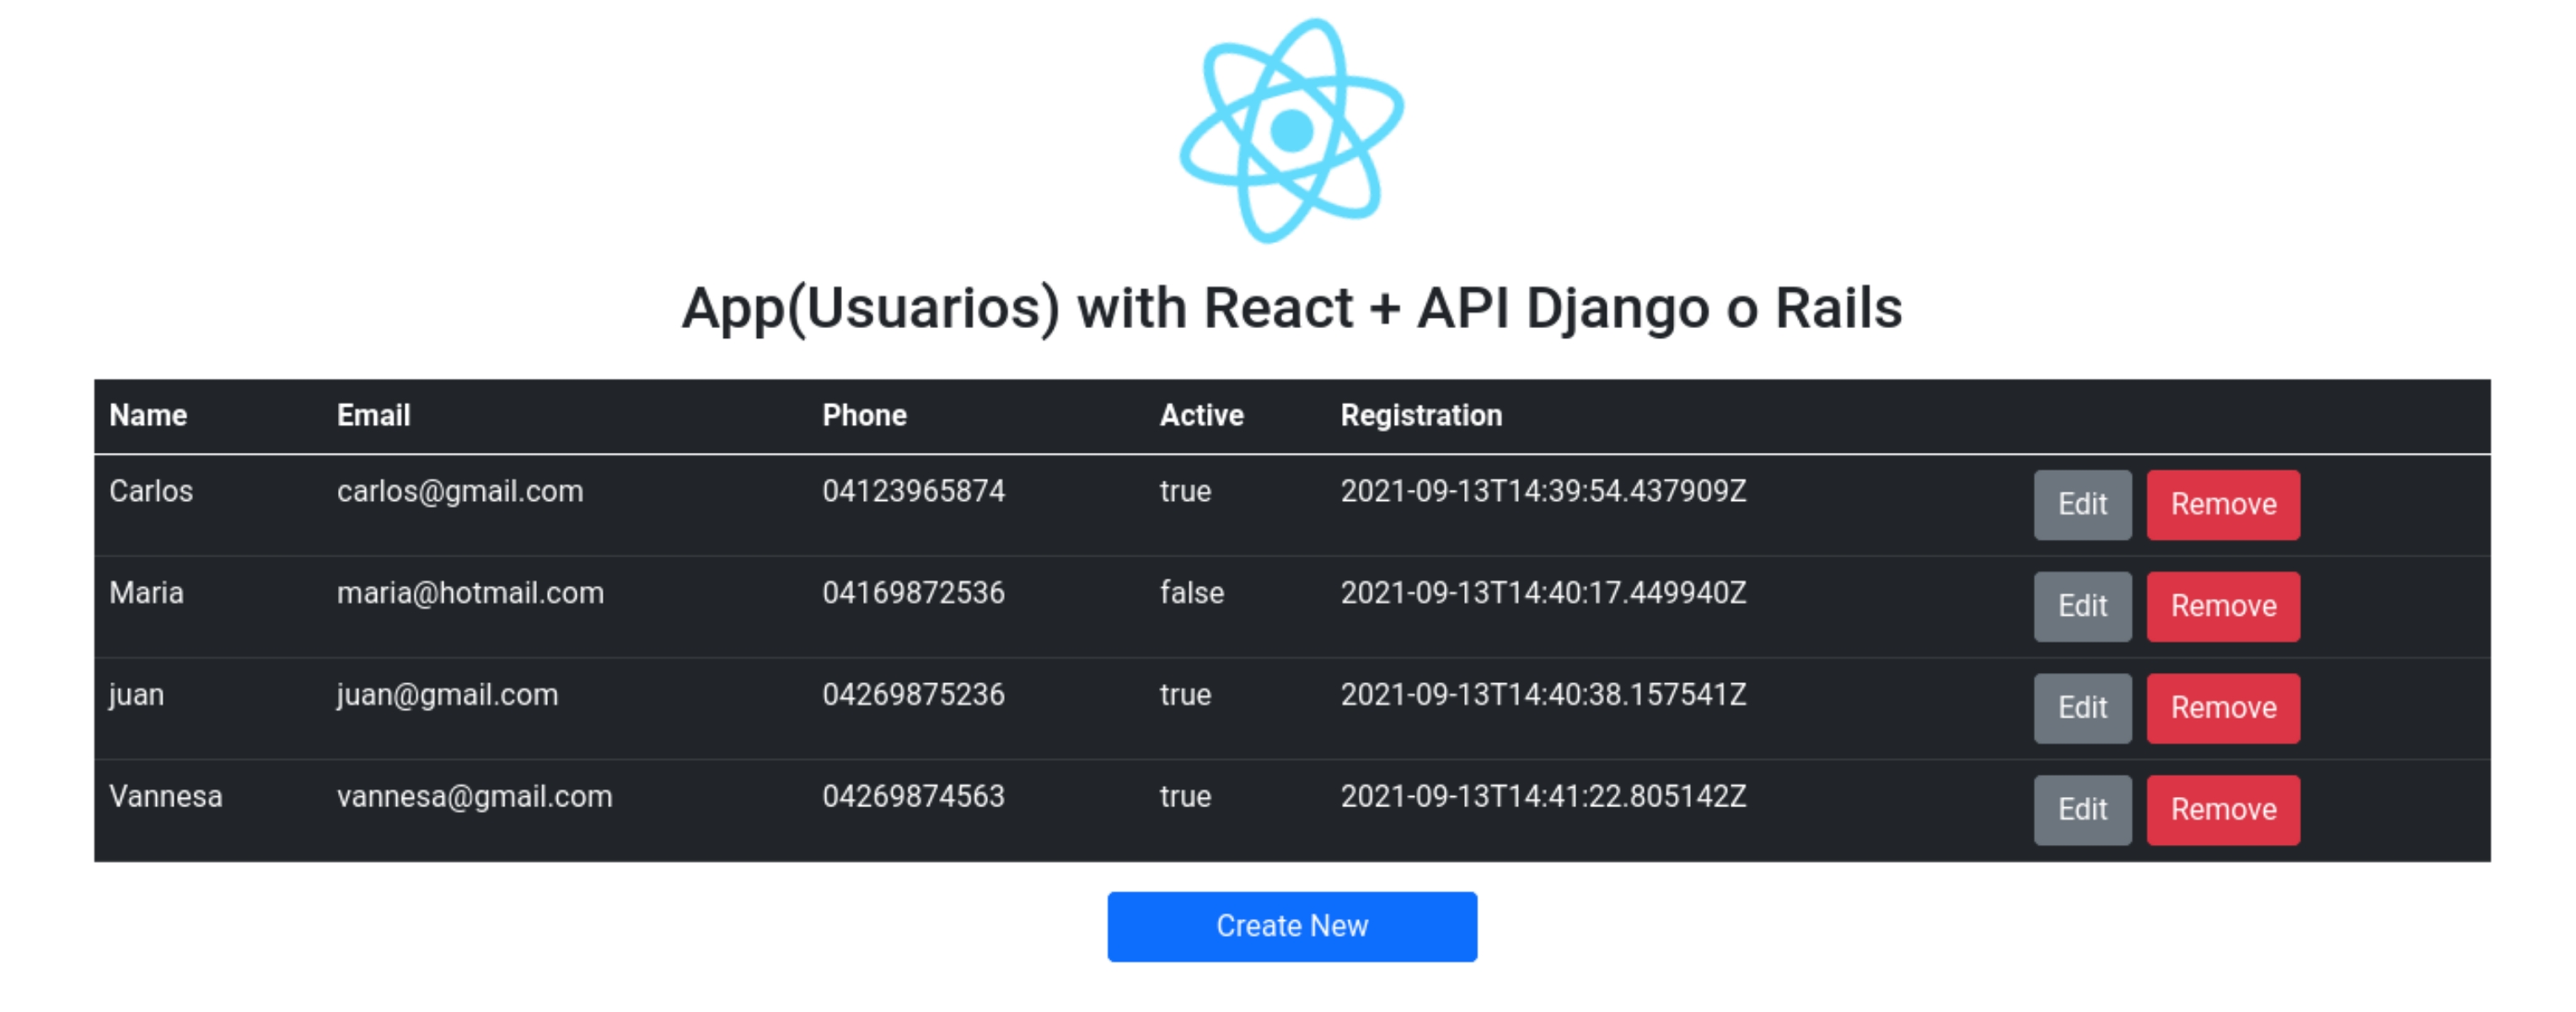 App(Usuarios) with React + API Django o Rails
Name Email Phone Active Registration
Carlos carlos@gmail.com 04123965874 true 2021-09-13T14:39:54.437909Z Edit Remove
Maria maria@hotmail.com 04169872536 false 2021-09-13T14:40:17.449940Z Edit Remove
juan juan@gmail.com 04269875236 true 2021-09-13T14:40:38.157541Z Edit Remove
Vannesa vannesa@gmail.com 04269874563 true 2021-09-13T14:41:22.805142Z Edit Remove
Create New